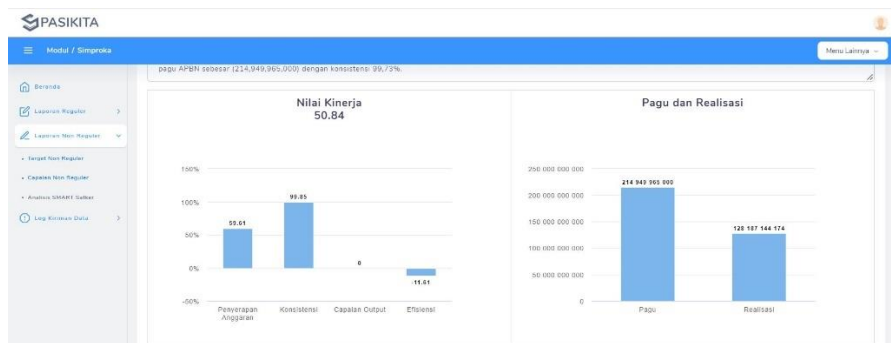 SPASIKITA
Modul / Simproka
Menu Lainnya
pagu APBN sebesar (214,949,965,000) dengan konsistensi 99,73%.
Beranda
Laporan Reguler
Laporan Non Reguler
Target Non Reguler
Capaian Non Reguler
Analisis SMART Satker
Log Kiriman Data
Nilai Kinerja
50.84
150%
100%
50%
0%
-50%
59.61
99.85
0
-11.61
Penyerapan
Anggaran
Konsistensi
Capaian Output
Efisiensi
Pagu dan Realisasi
250 000 000 000
200 000 000 000
150 000 000 000
100 000 000 000
50 000 000 000
0
214 949 965 000
128 187 144 174
Pagu
Realisasi